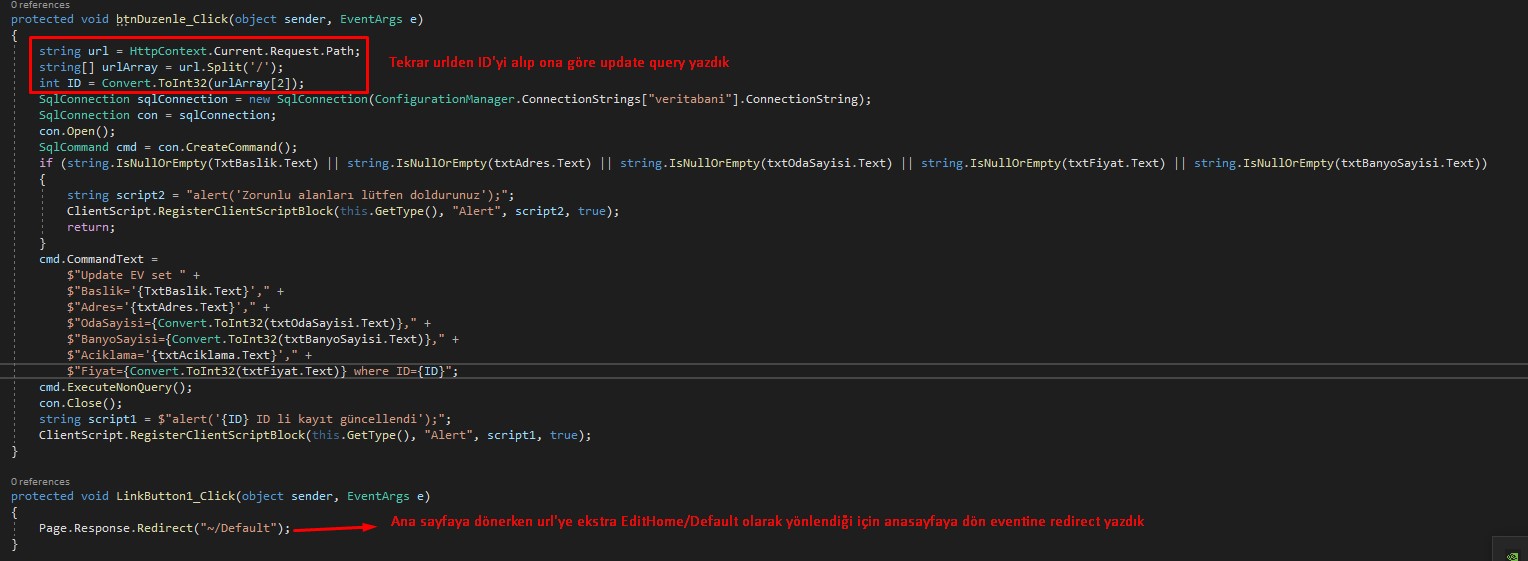 0 references
protected void btnDuzenle_Click(object sender, EventArgs e)
{
string url = HttpContext.Current.Request.Path;
string[] urlArray = url.Split('/');
Tekrar urlden ID'yi alıp ona göre update query yazdık
int ID = Convert.ToInt32(urlArray[2]);
SqlConnection sqlConnection = new SqlConnection(ConfigurationManager.ConnectionStrings["veritabani"].ConnectionString);
SqlConnection con = sqlConnection;
con.Open();
SqlCommand cmd = con.CreateCommand();
if (string.IsNullOrEmpty(TxtBaslik.Text) || string.IsNullOrEmpty(txtAdres.Text) || string.IsNullOrEmpty(txtOdaSayisi.Text) || string.IsNullOrEmpty(txtFiyat.Text) || string.IsNullOrEmpty(txtBanyoSayisi.Text))
{
string script2 = "alert('Zorunlu alanları lütfen doldurunuz');";
ClientScript.RegisterClientScriptBlock(this.GetType(), "Alert", script2, true);
return;
}
cmd.CommandText =
$"Update EV set " +
$"Baslik='{TxtBaslik.Text}'," +
$"Adres='{txtAdres.Text}'," +
$"OdaSayisi={Convert.ToInt32(txtOdaSayisi.Text)}," +
$"BanyoSayisi={Convert.ToInt32(txtBanyoSayisi.Text)}," +
$"Aciklama='{txtAciklama.Text}'," +
$"Fiyat={Convert.ToInt32(txtFiyat.Text)} where ID={ID}";
cmd.ExecuteNonQuery();
con.Close();
string script1 = $"alert('{ID} ID li kayıt güncellendi');";
ClientScript.RegisterClientScriptBlock(this.GetType(), "Alert", script1, true);
}
0 references
protected void LinkButton1_Click(object sender, EventArgs e)
{
Page.Response.Redirect("~/Default");
Ana sayfaya dönerken url'ye ekstra EditHome/Default olarak yönlendiği için anasayfaya dön eventine redirect yazdık
}